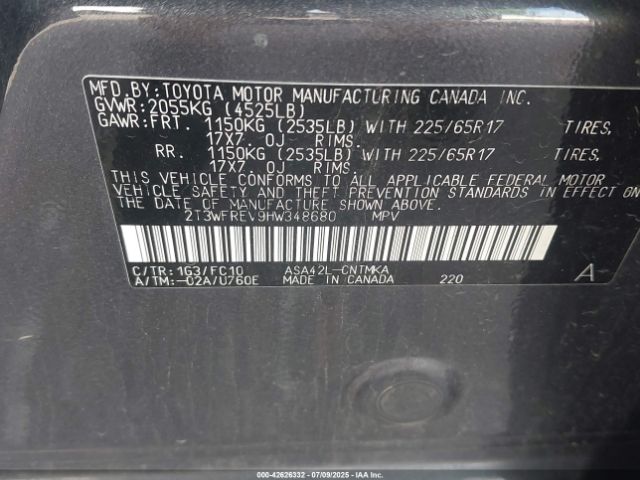 MFD.BY:TOYOTA MOTOR MANUFACTURING CANADA INC.
GVWR:2055KG (4525LB)
GAWR:FRT. 1150KG (2535LB) WITH 225/65R17 TIRES,
17X7 0J RIMS.
RR. 1150KG (2535LB) WITH 225/65R17 TIRES,
17X7 0J RIMS.
THIS VEHICLE CONFORMS TO ALL APPLICABLE FEDERAL MOTOR
VEHICLE SAFETY AND THEFT PREVENTION STANDARDS IN EFFECT ON
THE DATE OF MANUFACTURE SHOWN ABOVE.
2T3WFREV9HW348680 MPV
C/TR:1G3/FC10 ASA42L-CNTMKA
A/TM:-02A/U760E MADE IN CANADA 220 A
000-42626332 - 07/09/2025 - IAAI.COM